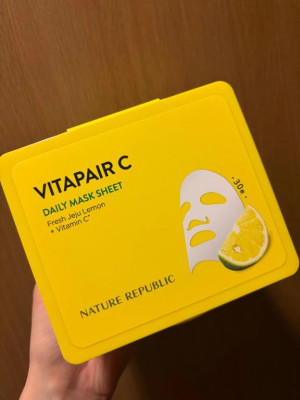 VITAPAIR C
DAILY MASK SHEET
Fresh Jeju Lemon
+ Vitamin C*
30e
NATURE REPUBLIC